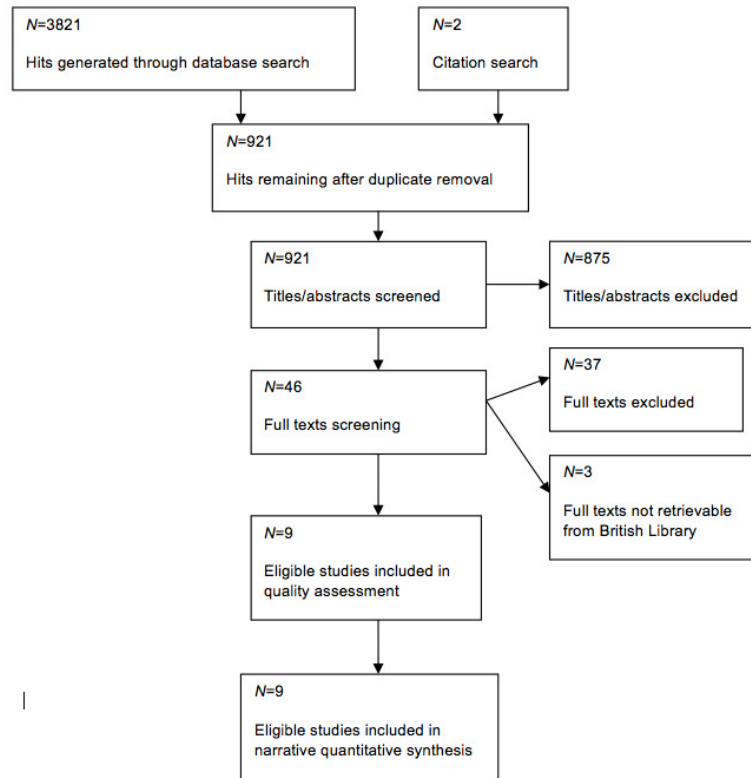 N=3821
Hits generated through database search
N=2
Citation search
N=921
Hits remaining after duplicate removal
N=921
Titles/abstracts screened
N=875
Titles/abstracts excluded
N=46
Full texts screening
N=37
Full texts excluded
N=3
Full texts not retrievable
from British Library
N=9
Eligible studies included in
quality assessment
N=9
Eligible studies included in
narrative quantitative synthesis